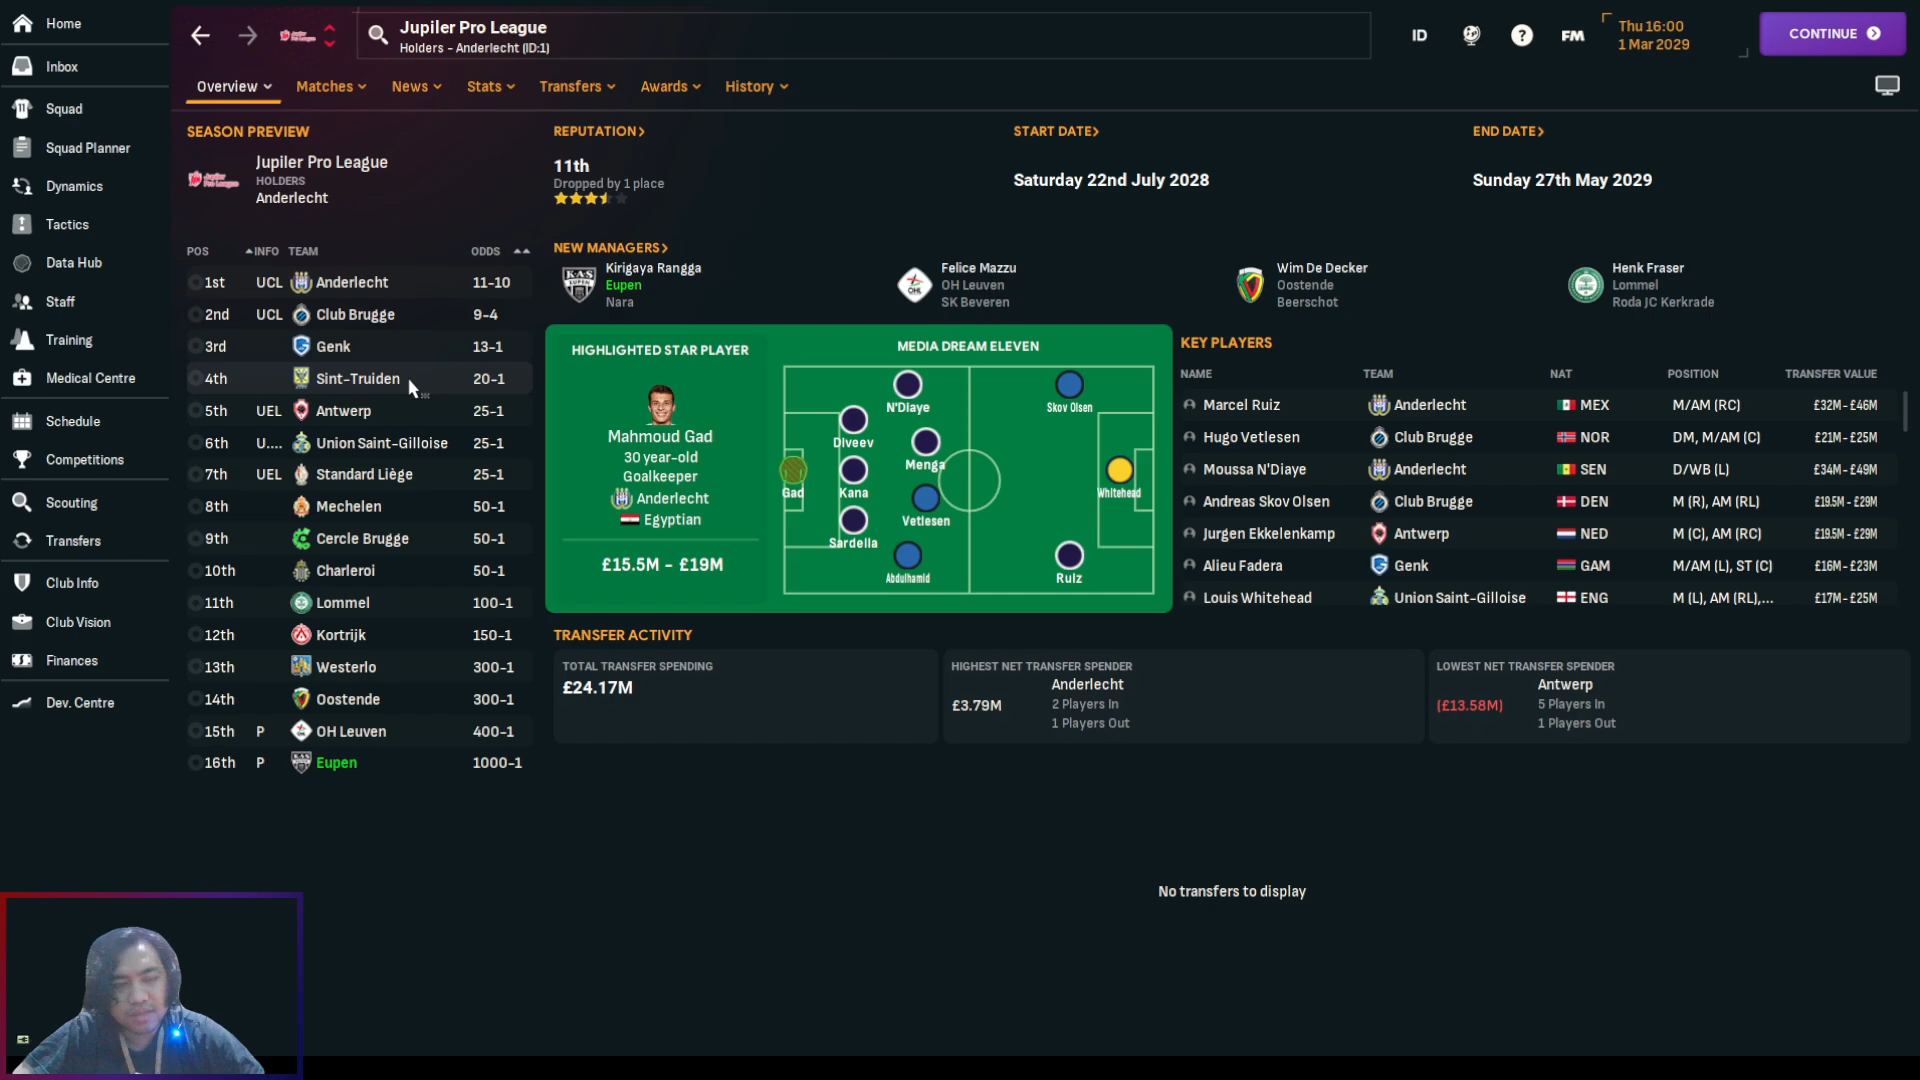 Home
Inbox
Squad
Squad Planner
Dynamics
Tactics
Data Hub
Staff
Training
Medical Centre
Schedule
Competitions
Scouting
Transfers
Club Info
Club Vision
Finances
Dev. Centre
Jupiler Pro League
Holders - Anderlecht (ID:1)
ID
?
FM
Thu 16:00
1 Mar 2029
CONTINUE
Overview
Matches
News
Stats
Transfers
Awards
History
SEASON PREVIEW
Jupiler Pro League
HOLDERS
Anderlecht
REPUTATION>
11th
Dropped by 1 place
START DATE>
Saturday 22nd July 2028
END DATE>
Sunday 27th May 2029
POS INFO TEAM ODDS
1st UCL Anderlecht 11-10
2nd UCL Club Brugge 9-4
3rd Genk 13-1
4th Sint-Truiden 20-1
5th UEL Antwerp 25-1
6th U.... Union Saint-Gilloise 25-1
7th UEL Standard Liège 25-1
8th Mechelen 50-1
9th Cercle Brugge 50-1
10th Charleroi 50-1
11th Lommel 100-1
12th Kortrijk 150-1
13th Westerlo 300-1
14th Oostende 300-1
15th P OH Leuven 400-1
16th P Eupen 1000-1
NEW MANAGERS>
Kirigaya Rangga
Eupen
Nara
Felice Mazzu
OH Leuven
SK Beveren
Wim De Decker
Oostende
Beerschot
Henk Fraser
Lommel
Roda JC Kerkrade
HIGHLIGHTED STAR PLAYER
Mahmoud Gad
30 year-old
Goalkeeper
Anderlecht
Egyptian
£15.5M - £19M
MEDIA DREAM ELEVEN
N'Diaye
Skov Olsen
Diveev
Menga
Gad
Kana
Whitehead
Vetlesen
Sardella
Abdulhamid
Ruiz
KEY PLAYERS
NAME TEAM NAT POSITION TRANSFER VALUE
Marcel Ruiz Anderlecht MEX M/AM (RC) £32M - £46M
Hugo Vetlesen Club Brugge NOR DM, M/AM (C) £21M - £25M
Moussa N'Diaye Anderlecht SEN D/WB (L) £34M - £49M
Andreas Skov Olsen Club Brugge DEN M (R), AM (RL) £19.5M - £29M
Jurgen Ekkelenkamp Antwerp NED M (C), AM (RC) £19.5M - £29M
Alieu Fadera Genk GAM M/AM (L), ST (C) £16M - £23M
Louis Whitehead Union Saint-Gilloise ENG M (L), AM (RL),... £17M - £25M
TRANSFER ACTIVITY
TOTAL TRANSFER SPENDING
£24.17M
HIGHEST NET TRANSFER SPENDER
£3.79M
Anderlecht
2 Players In
1 Players Out
LOWEST NET TRANSFER SPENDER
(£13.58M)
Antwerp
5 Players In
1 Players Out
No transfers to display